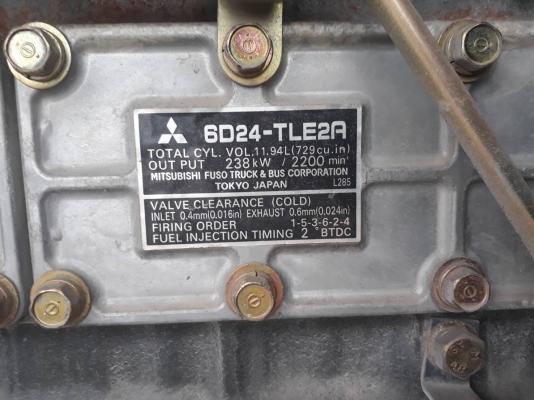 6D24-TLE2A
TOTAL CYL. VOL.11.94L(729cu.in)
OUT PUT 238kW / 2200 min¹
MITSUBISHI FUSO TRUCK & BUS CORPORATION
TOKYO JAPAN L285
VALVE CLEARANCE (COLD)
INLET 0.4mm(0.016in) EXHAUST 0.6mm(0.024in)
FIRING ORDER 1-5-3-6-2-4
FUEL INJECTION TIMING 2 °BTDC